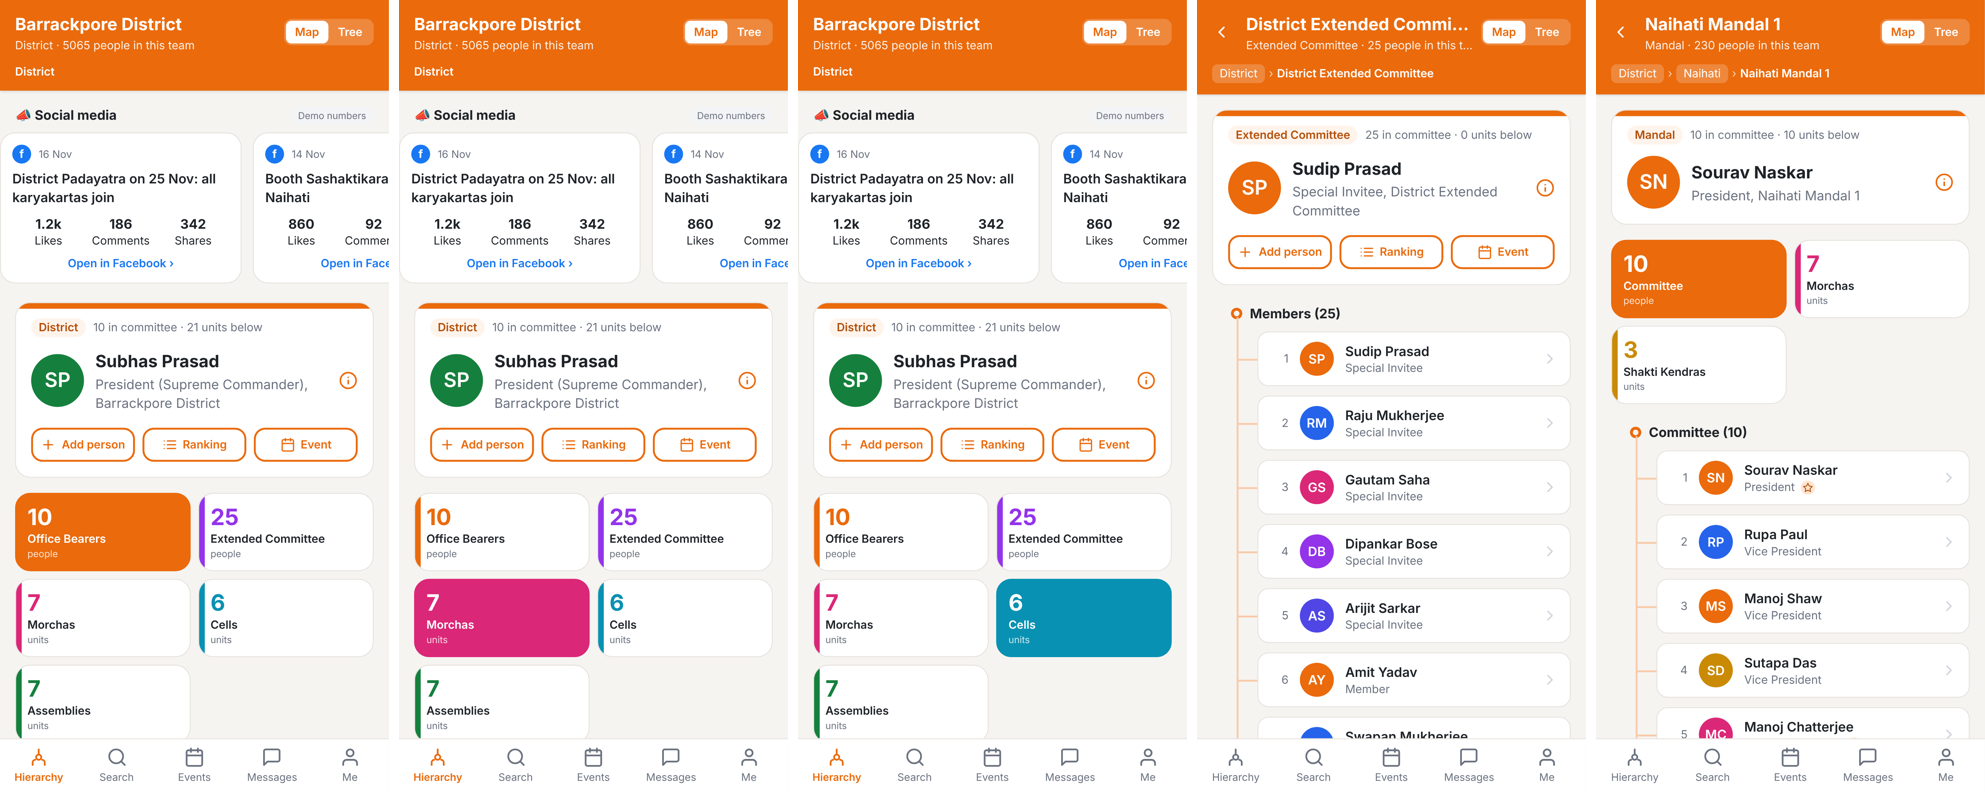 Barrackpore District
District · 5065 people in this team
Map
Tree
District
📣 Social media
Demo numbers
f 16 Nov
District Padayatra on 25 Nov: all
karyakartas join
1.2k 186 342
Likes Comments Shares
Open in Facebook ›
f 14 Nov
Booth Sashaktikara
Naihati
860 92
Likes Commer
Open in Face
District 10 in committee · 21 units below
SP
Subhas Prasad
President (Supreme Commander),
Barrackpore District
+ Add person
Ranking
Event
10
Office Bearers
people
25
Extended Committee
people
7
Morchas
units
6
Cells
units
7
Assemblies
units
Hierarchy Search Events Messages Me
Barrackpore District
District · 5065 people in this team
Map
Tree
District
📣 Social media
Demo numbers
f 16 Nov
District Padayatra on 25 Nov: all
karyakartas join
1.2k 186 342
Likes Comments Shares
Open in Facebook ›
f 14 Nov
Booth Sashaktikara
Naihati
860 92
Likes Commer
Open in Face
District 10 in committee · 21 units below
SP
Subhas Prasad
President (Supreme Commander),
Barrackpore District
+ Add person
Ranking
Event
10
Office Bearers
people
25
Extended Committee
people
7
Morchas
units
6
Cells
units
7
Assemblies
units
Hierarchy Search Events Messages Me
Barrackpore District
District · 5065 people in this team
Map
Tree
District
📣 Social media
Demo numbers
f 16 Nov
District Padayatra on 25 Nov: all
karyakartas join
1.2k 186 342
Likes Comments Shares
Open in Facebook ›
f 14 Nov
Booth Sashaktikara
Naihati
860 92
Likes Commer
Open in Face
District 10 in committee · 21 units below
SP
Subhas Prasad
President (Supreme Commander),
Barrackpore District
+ Add person
Ranking
Event
10
Office Bearers
people
25
Extended Committee
people
7
Morchas
units
6
Cells
units
7
Assemblies
units
Hierarchy Search Events Messages Me
District Extended Commi...
Extended Committee · 25 people in this t...
Map
Tree
District › District Extended Committee
Extended Committee 25 in committee · 0 units below
SP
Sudip Prasad
Special Invitee, District Extended
Committee
+ Add person
Ranking
Event
Members (25)
1 SP Sudip Prasad
Special Invitee
2 RM Raju Mukherjee
Special Invitee
3 GS Gautam Saha
Special Invitee
4 DB Dipankar Bose
Special Invitee
5 AS Arijit Sarkar
Special Invitee
6 AY Amit Yadav
Member
Swapan Mukherjee
Hierarchy Search Events Messages Me
Naihati Mandal 1
Mandal · 230 people in this team
Map
Tree
District › Naihati › Naihati Mandal 1
Mandal 10 in committee · 10 units below
SN
Sourav Naskar
President, Naihati Mandal 1
10
Committee
people
7
Morchas
units
3
Shakti Kendras
units
Committee (10)
1 SN Sourav Naskar
President
2 RP Rupa Paul
Vice President
3 MS Manoj Shaw
Vice President
4 SD Sutapa Das
Vice President
5 MC Manoj Chatterjee
Hierarchy Search Events Messages Me